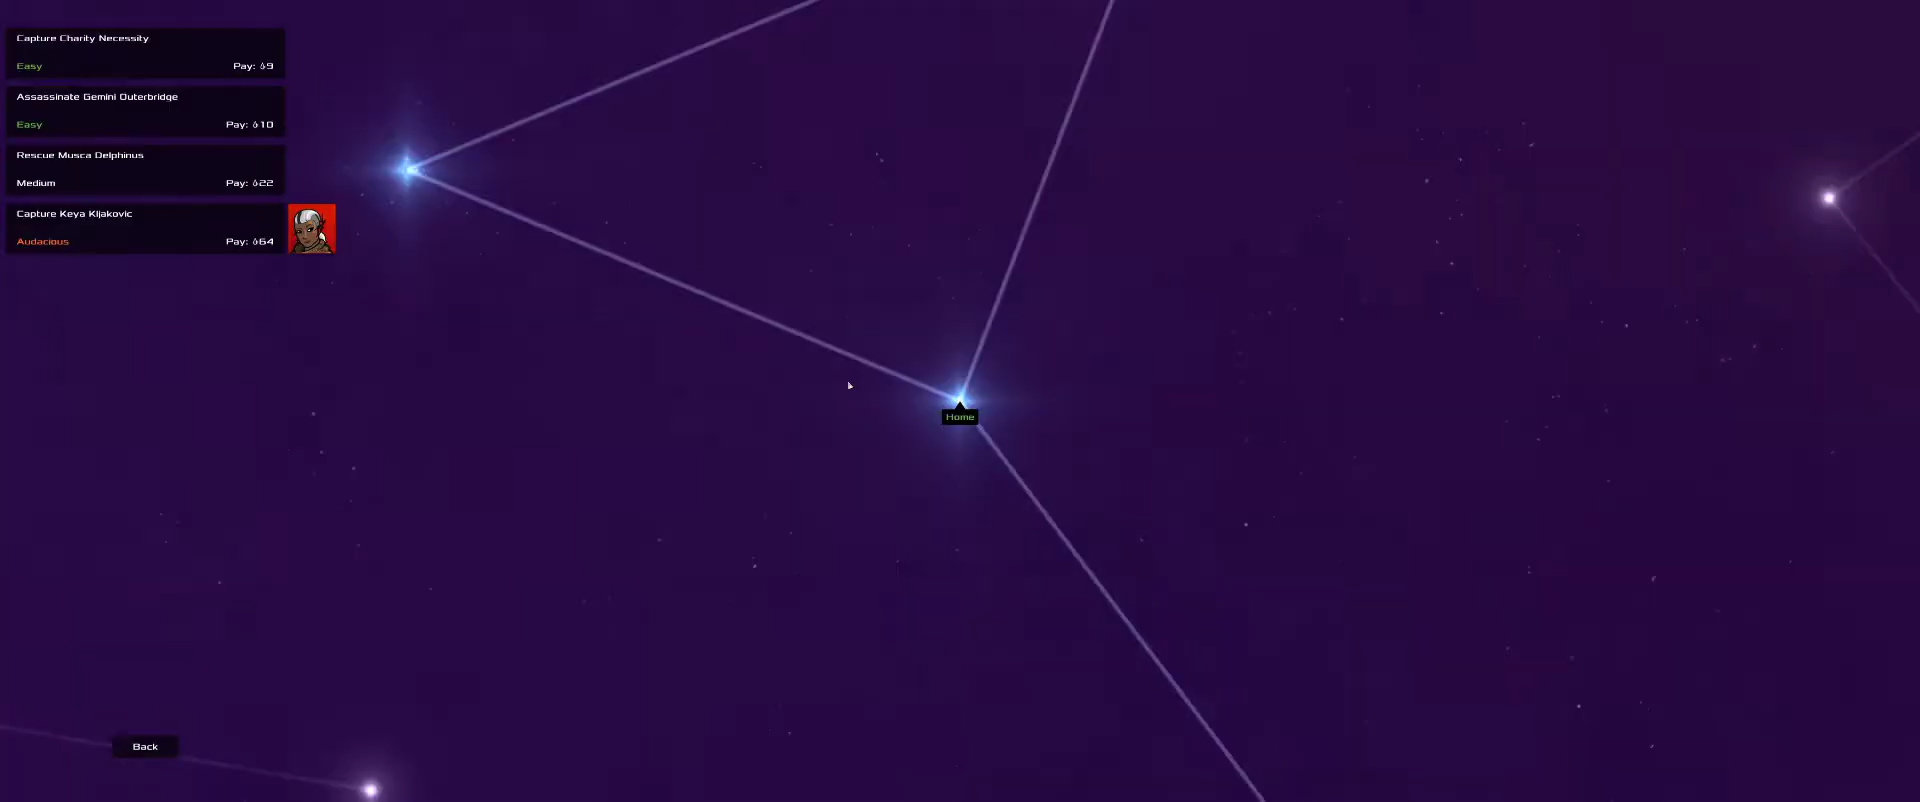 Capture Charity Necessity
Easy Pay: ₺9
Assassinate Gemini Outerbridge
Easy Pay: ₺10
Rescue Musca Delphinus
Medium Pay: ₺22
Capture Keya Kljakovic
Audacious Pay: ₺64
Home
Back